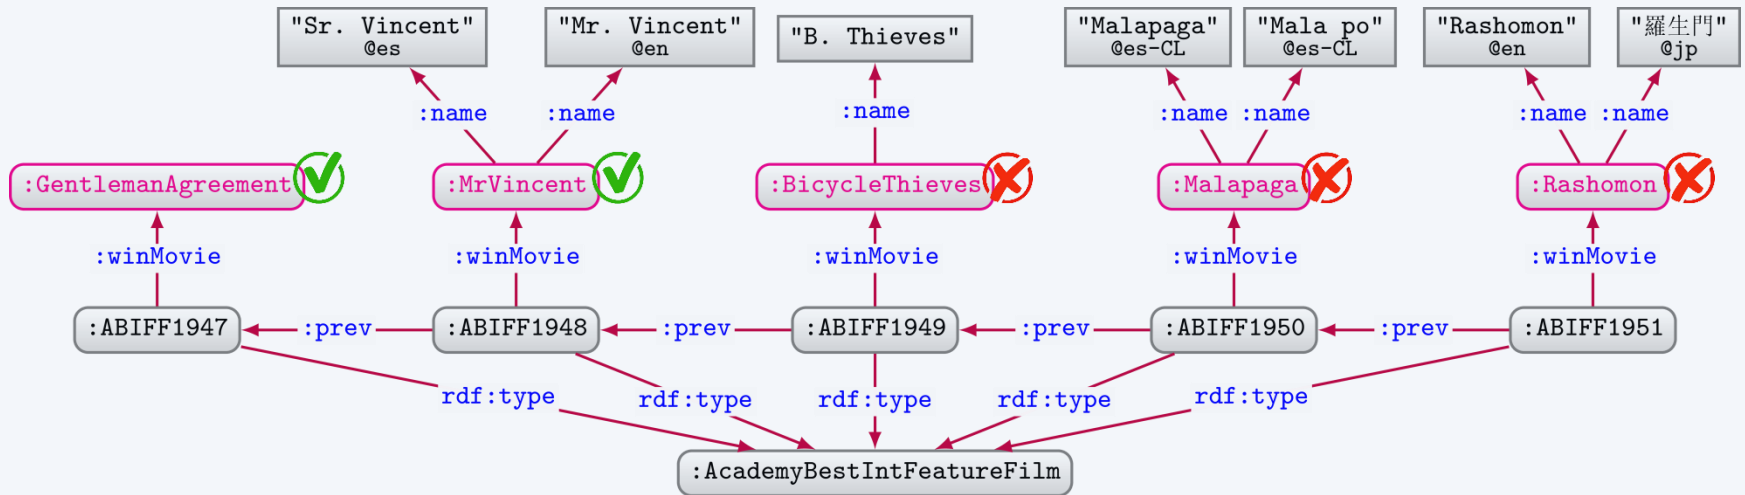 "Sr. Vincent"
@es
"Mr. Vincent"
@en
"B. Thieves"
"Malapaga"
@es-CL
"Mala po"
@es-CL
"Rashomon"
@en
"羅生門"
@jp
:name
:name
:name
:name
:name
:name
:name
:GentlemanAgreement
:MrVincent
:BicycleThieves
:Malapaga
:Rashomon
:winMovie
:winMovie
:winMovie
:winMovie
:winMovie
:ABIFF1947
:prev
:ABIFF1948
:prev
:ABIFF1949
:prev
:ABIFF1950
:prev
:ABIFF1951
rdf:type
rdf:type
rdf:type
rdf:type
rdf:type
:AcademyBestIntFeatureFilm